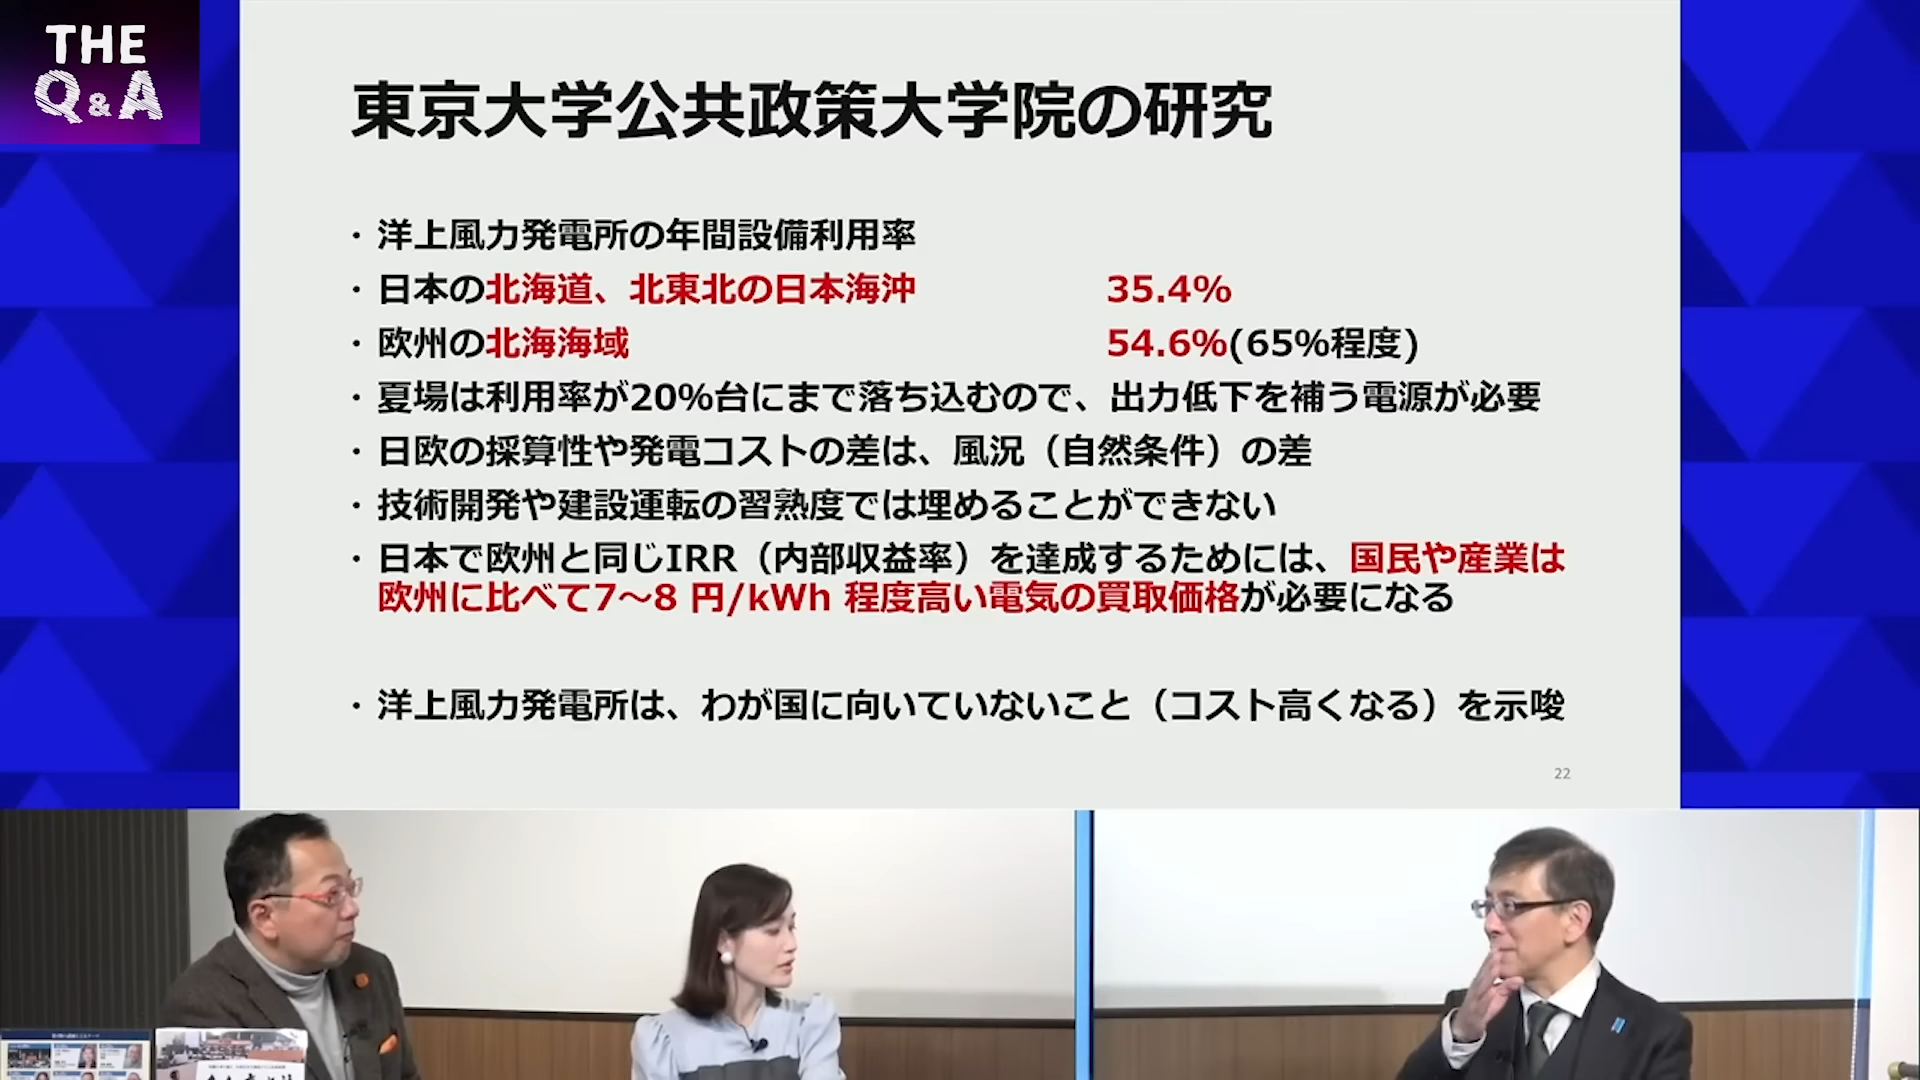 THE
Q&A
東京大学公共政策大学院の研究
・洋上風力発電所の年間設備利用率
・日本の北海道、北東北の日本海沖 35.4%
・欧州の北海海域 54.6%(65%程度)
・夏場は利用率が20%台にまで落ち込むので、出力低下を補う電源が必要
・日欧の採算性や発電コストの差は、風況（自然条件）の差
・技術開発や建設運転の習熟度では埋めることができない
・日本で欧州と同じIRR（内部収益率）を達成するためには、国民や産業は
欧州に比べて7～8 円/kWh 程度高い電気の買取価格が必要になる
・洋上風力発電所は、わが国に向いていないこと（コスト高くなる）を示唆
22